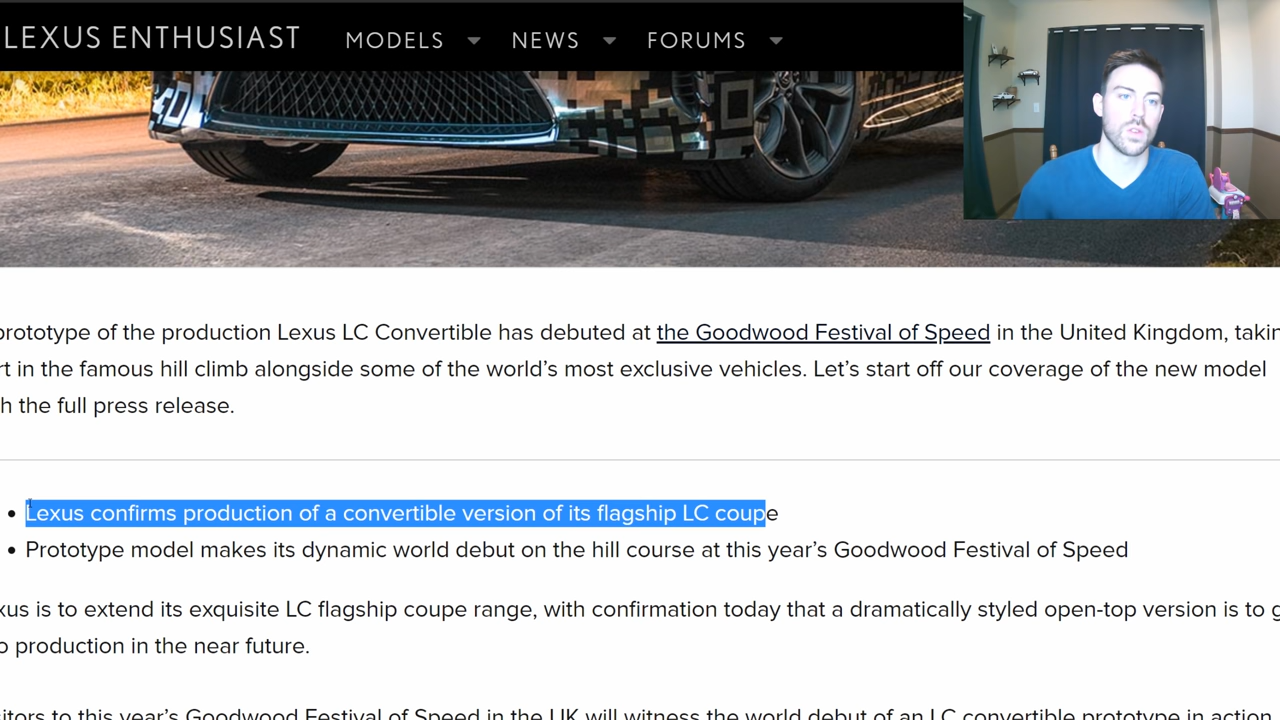 LEXUS ENTHUSIAST MODELS NEWS FORUMS
prototype of the production Lexus LC Convertible has debuted at the Goodwood Festival of Speed in the United Kingdom,
in the famous hill climb alongside some of the world's most exclusive vehicles. Let's start off our coverage of the new model
the full press release.
• Lexus confirms production of a convertible version of its flagship LC coupe
• Prototype model makes its dynamic world debut on the hill course at this year's Goodwood Festival of Speed
is to extend its exquisite LC flagship coupe range, with confirmation today that a dramatically styled open-top version is to
production in the near future.
to this year's Goodwood Festival of Speed in the UK will witness the world debut of an LC convertible prototype in action